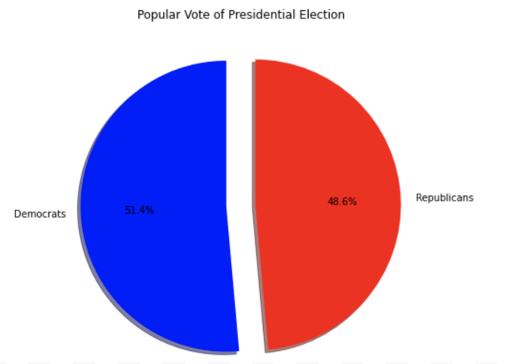 Popular Vote of Presidential Election
Republicans
48.6%
51.4%
Democrats